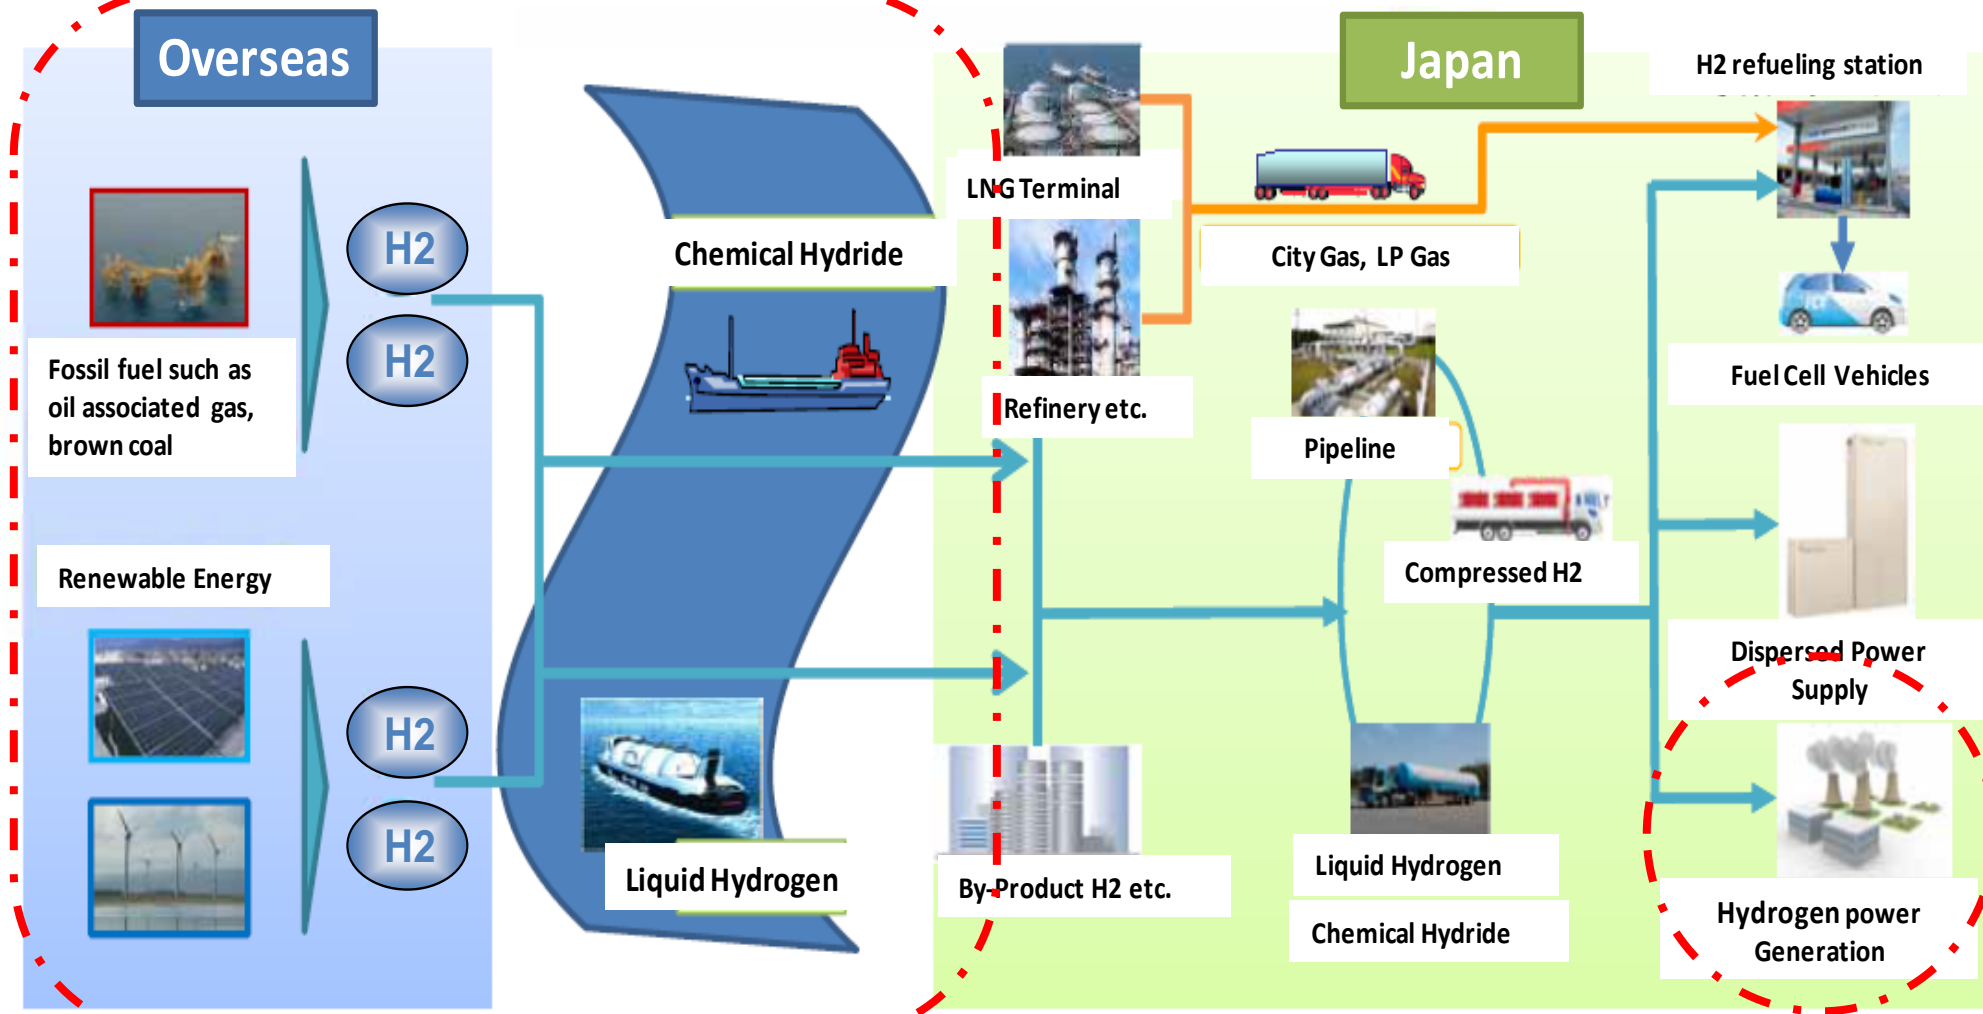 Overseas
Japan
H2 refueling station
LNG Terminal
Chemical Hydride
City Gas, LP Gas
H2
H2
Fossil fuel such as
oil associated gas,
brown coal
Refinery etc.
Pipeline
Fuel Cell Vehicles
Renewable Energy
Compressed H2
Dispersed Power
Supply
H2
H2
Liquid Hydrogen
By-Product H2 etc.
Liquid Hydrogen
Chemical Hydride
Hydrogen power
Generation